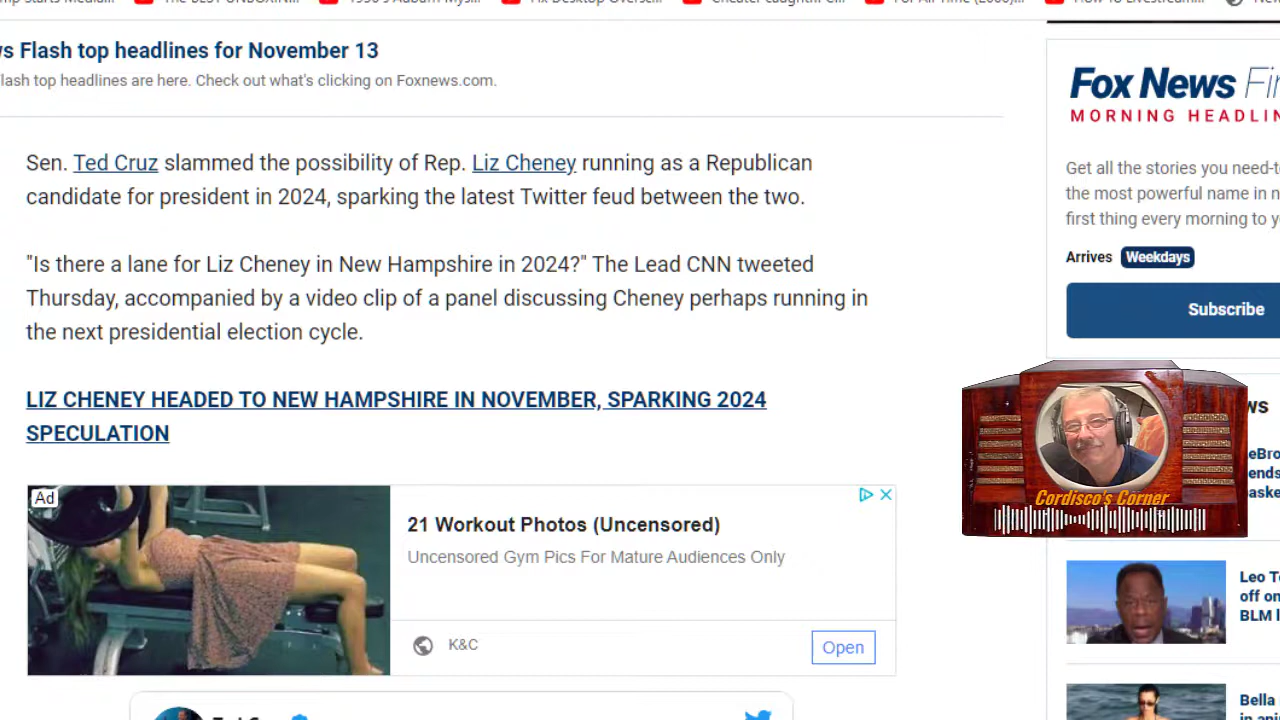 Flash top headlines for November 13
lash top headlines are here. Check out what's clicking on Foxnews.com.
Sen. Ted Cruz slammed the possibility of Rep. Liz Cheney running as a Republican
candidate for president in 2024, sparking the latest Twitter feud between the two.
"Is there a lane for Liz Cheney in New Hampshire in 2024?" The Lead CNN tweeted
Thursday, accompanied by a video clip of a panel discussing Cheney perhaps running in
the next presidential election cycle.
LIZ CHENEY HEADED TO NEW HAMPSHIRE IN NOVEMBER, SPARKING 2024
SPECULATION
Ad
21 Workout Photos (Uncensored)
Uncensored Gym Pics For Mature Audiences Only
K&C
Open
Fox News Fir
MORNING HEADLIN
Get all the stories you need-t
the most powerful name in n
first thing every morning to y
Arrives Weekdays
Subscribe
Cordisco's Corner
ws
eBro
ends
aske
Leo T
off on
BLM l
Bella